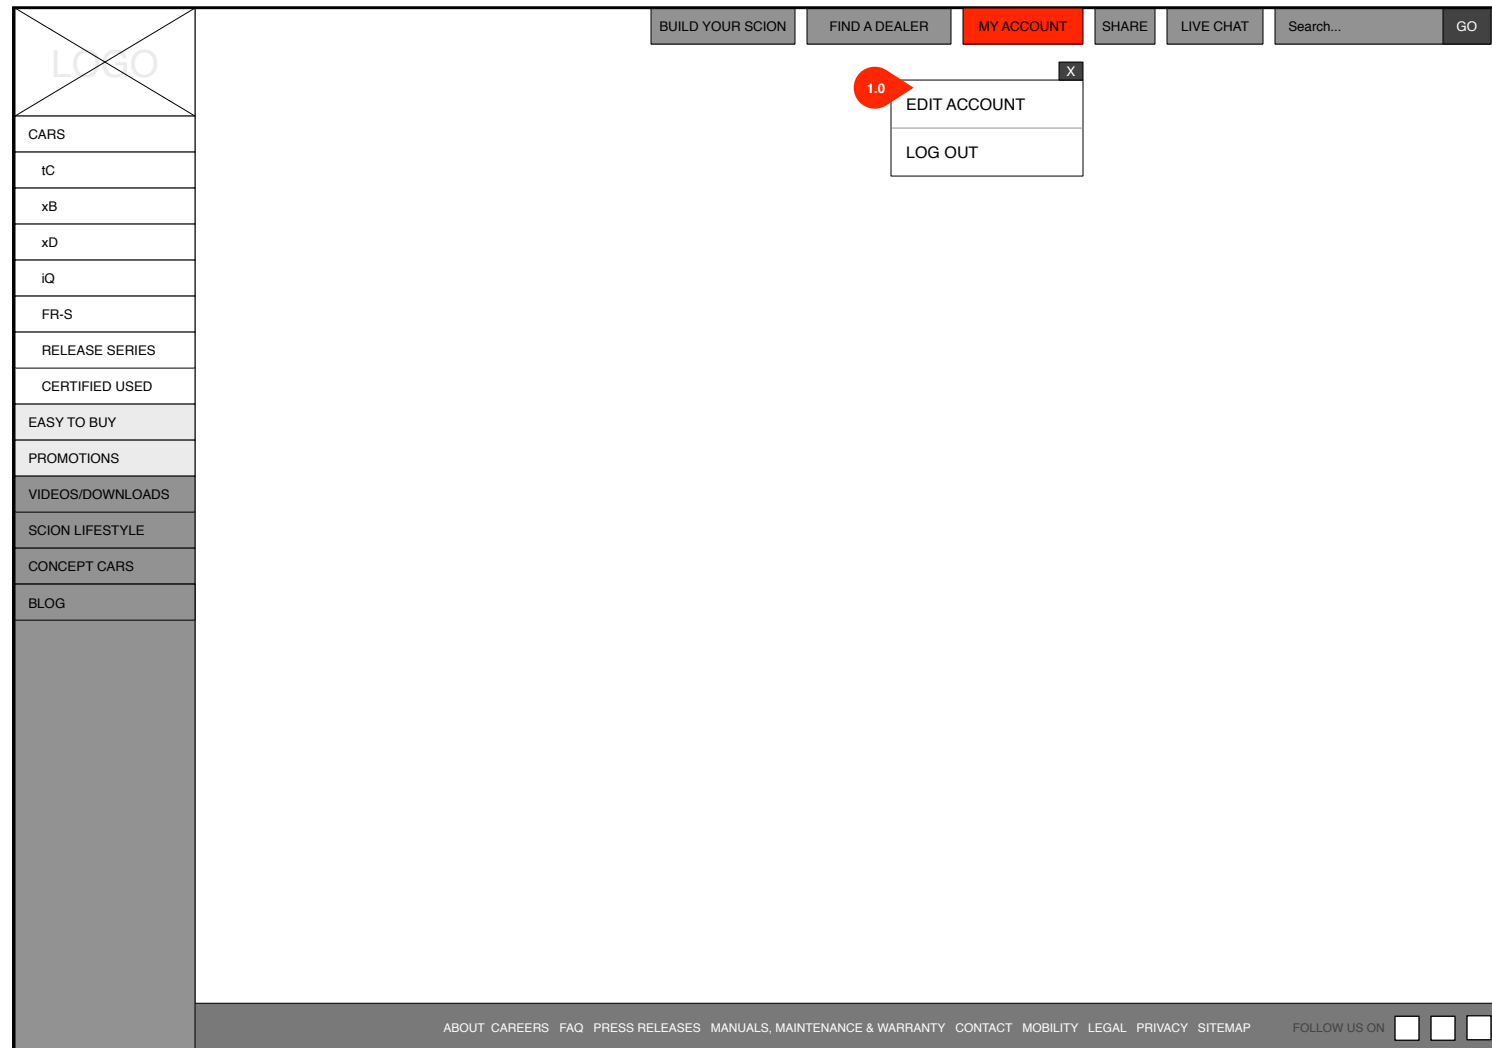 LOGO
BUILD YOUR SCION
FIND A DEALER
MY ACCOUNT
SHARE
LIVE CHAT
Search...
GO
X
1.0
EDIT ACCOUNT
LOG OUT
CARS
tC
xB
xD
iQ
FR-S
RELEASE SERIES
CERTIFIED USED
EASY TO BUY
PROMOTIONS
VIDEOS/DOWNLOADS
SCION LIFESTYLE
CONCEPT CARS
BLOG
ABOUT CAREERS FAQ PRESS RELEASES MANUALS, MAINTENANCE & WARRANTY CONTACT MOBILITY LEGAL PRIVACY SITEMAP FOLLOW US ON